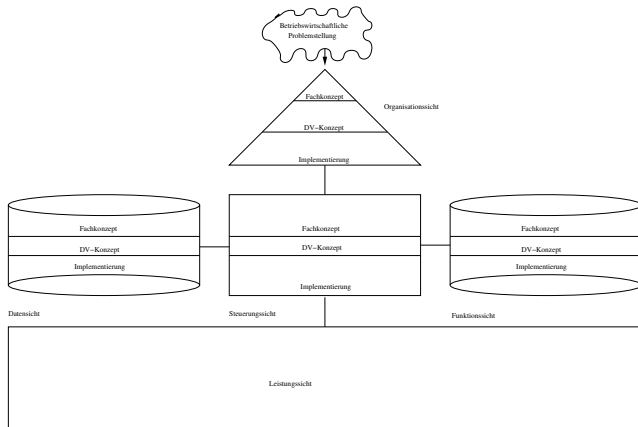 Betriebswirtschaftliche
Problemstellung
Fachkonzept
Organisationssicht
DV-Konzept
Implementierung
Fachkonzept
DV-Konzept
Implementierung
Fachkonzept
DV-Konzept
Implementierung
Fachkonzept
DV-Konzept
Implementierung
Datensicht
Steuerungssicht
Funktionssicht
Leistungssicht